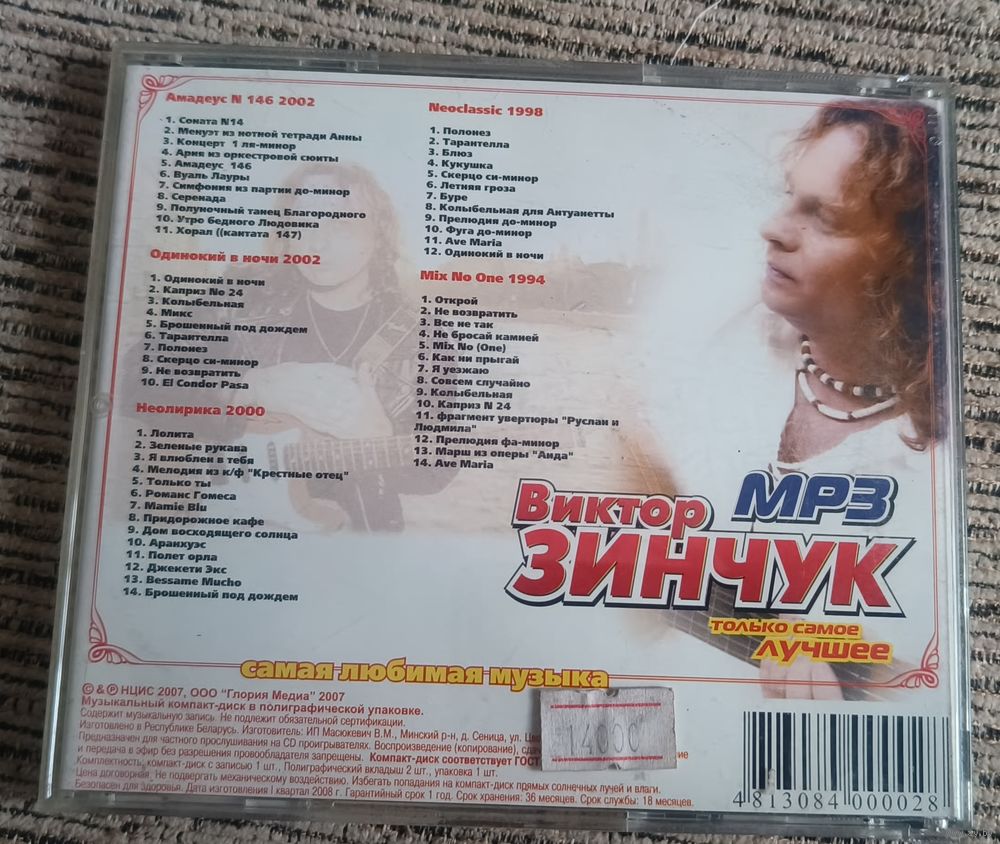 Амадеус N 146 2002
1. Соната N14
2. Менуэт из нотной тетради Анны
3. Концерт 1 ля-минор
4. Ария из оркестровой сюиты
5. Амадеус 146
6. Вуаль Лауры
7. Симфония из партии до-минор
8. Серенада
9. Полуночный танец Благородного
10. Утро бедного Людовика
11. Хорал ((кантата 147)
Одинокий в ночи 2002
1. Одинокий в ночи
2. Каприз No 24
3. Колыбельная
4. Микс
5. Брошенный под дождем
6. Тарантелла
7. Полонез
8. Скерцо си-минор
9. Не возвратить
10. El Condor Pasa
Неолирика 2000
1. Лолита
2. Зеленые рукава
3. Я влюблен в тебя
4. Мелодия из к/ф "Крестные отец"
5. Только ты
6. Романс Гомеса
7. Mamie Blu
8. Придорожное кафе
9. Дом восходящего солнца
10. Аранхуэс
11. Полет орла
12. Джекети Экс
13. Bessame Mucho
14. Брошенный под дождем
Neoclassic 1998
1. Полонез
2. Тарантелла
3. Блюз
4. Кукушка
5. Скерцо си-минор
6. Летняя гроза
7. Буре
8. Колыбельная для Антуанетты
9. Прелюдия до-минор
10. Фуга до-минор
11. Ave Maria
12. Одинокий в ночи
Mix No One 1994
1. Открой
2. Не возвратить
3. Все не так
4. Не бросай камней
5. Mix No (One)
6. Как ни прыгай
7. Я уезжаю
8. Совсем случайно
9. Колыбельная
10. Каприз N 24
11. фрагмент увертюры "Руслан и
Людмила"
12. Прелюдия фа-минор
13. Марш из оперы "Аида"
14. Ave Maria
Виктор MP3
ЗИНЧУК
только самое
лучшее
самая любимая музыка
© & ℗ НЦИС 2007, ООО "Глория Медиа" 2007
Музыкальный компакт-диск в полиграфической упаковке.
Содержит музыкальную запись. Не подлежит обязательной сертификации.
Изготовлено в Республике Беларусь. Изготовитель: ИП Масюкевич В.М., Минский р-н, д. Сеница, ул.
Предназначен для частного прослушивания на CD проигрывателях. Воспроизведение (копирование),
и передача в эфир без разрешения провообладателя запрещены. Компакт-диск соответствует ГОСТ
Комплектность: компакт-диск с записью 1 шт., Полиграфический вкладыш 2 шт., упаковка 1 шт.
Цена договорная. Не подвергать механическому воздействию. Избегать попадания на компакт-диск прямых солнечных лучей и влаги.
Безопасен для здоровья. Дата изготовления I квартал 2008 г. Гарантийный срок 1 год. Срок хранения: 36 месяцев. Срок службы: 18 месяцев.
14000
4 813084 000028